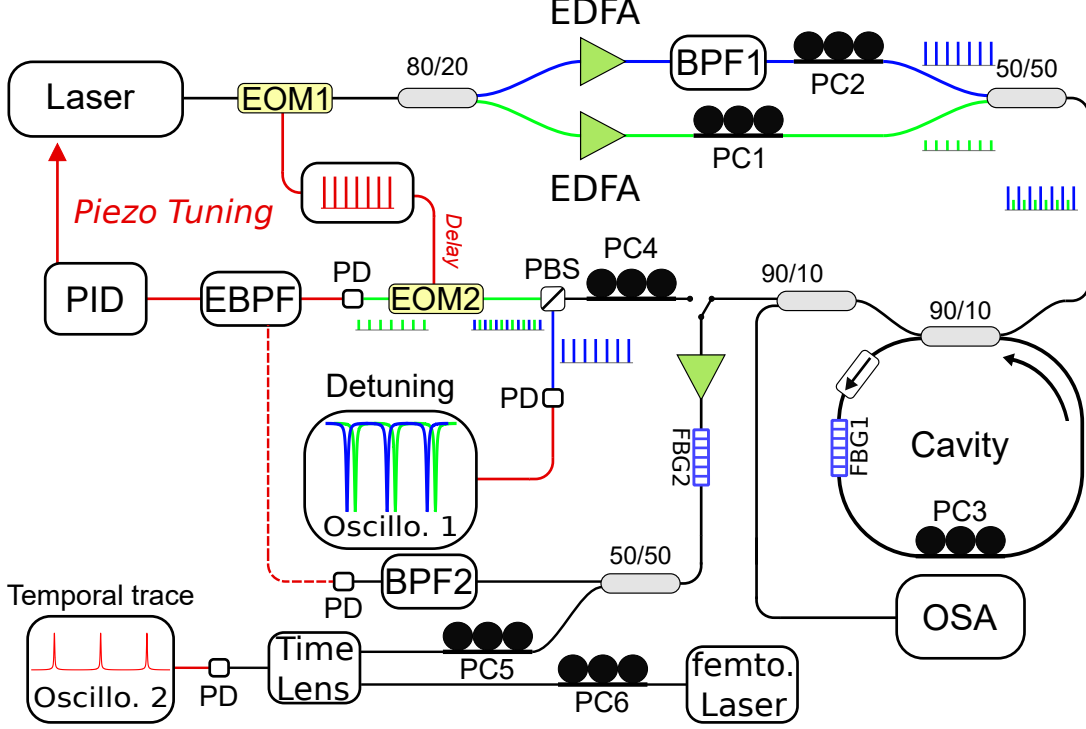 EDFA
80/20
BPF1
PC2
50/50
Laser
EOM1
PC1
EDFA
Piezo Tuning
Delay
PID
EBPF
PD
EOM2
PBS
PC4
90/10
90/10
Detuning
PD
FBG2
FBG1
Cavity
PC3
Oscillo. 1
50/50
BPF2
PD
OSA
Temporal trace
Oscillo. 2
PD
Time
Lens
PC5
PC6
femto.
Laser